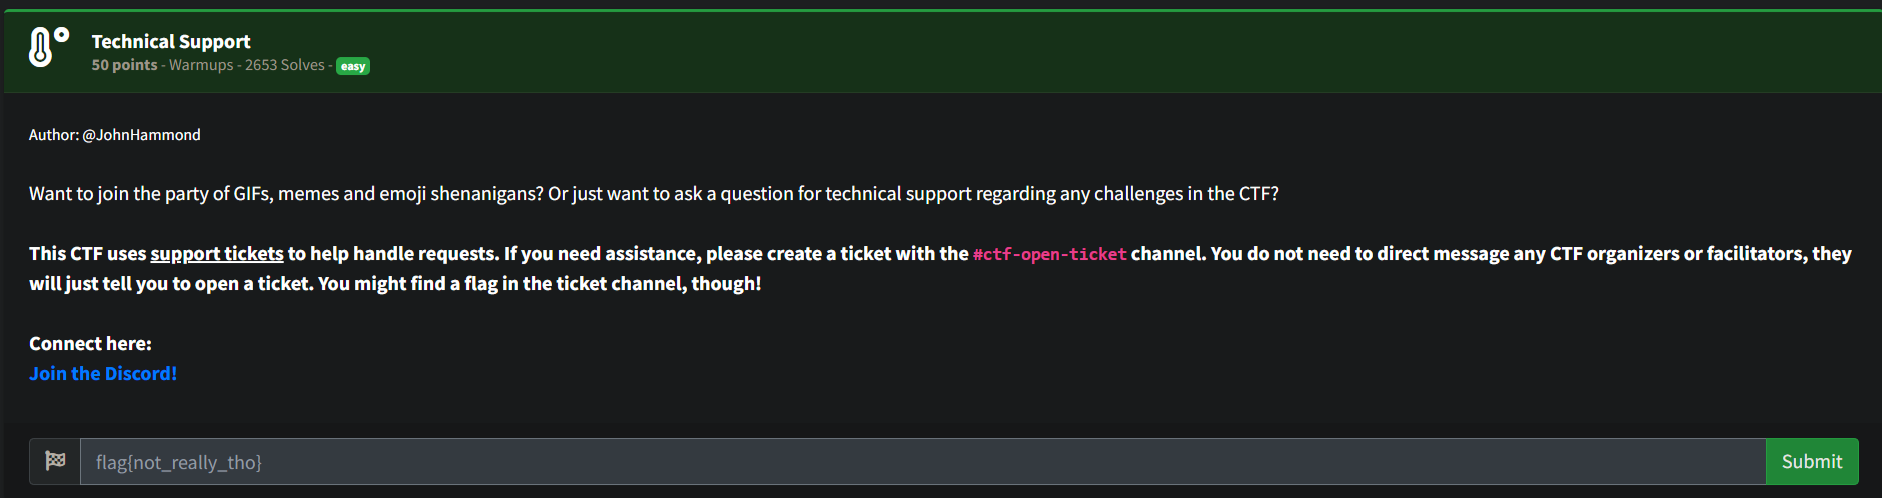 Technical Support
50 points - Warmups - 2653 Solves - easy
Author: @JohnHammond
Want to join the party of GIFs, memes and emoji shenanigans? Or just want to ask a question for technical support regarding any challenges in the CTF?
This CTF uses support tickets to help handle requests. If you need assistance, please create a ticket with the #ctf-open-ticket channel. You do not need to direct message any CTF organizers or facilitators, they
will just tell you to open a ticket. You might find a flag in the ticket channel, though!
Connect here:
Join the Discord!
flag{not_really_tho}
Submit